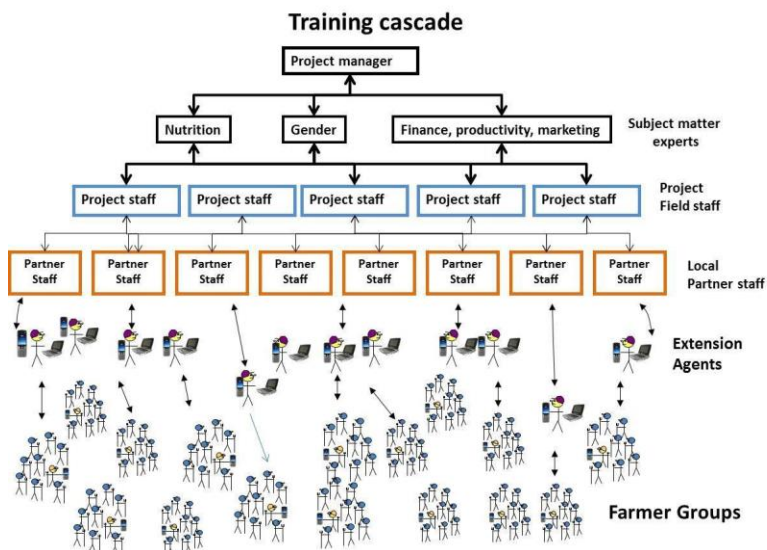 Training cascade
Project manager
Nutrition
Gender
Finance, productivity, marketing
Subject matter
experts
Project staff
Project staff
Project staff
Project staff
Project staff
Project
Field staff
Partner
Staff
Partner
Staff
Partner
Staff
Partner
Staff
Partner
Staff
Partner
Staff
Partner
Staff
Partner
Staff
Local
Partner staff
Extension
Agents
Farmer Groups